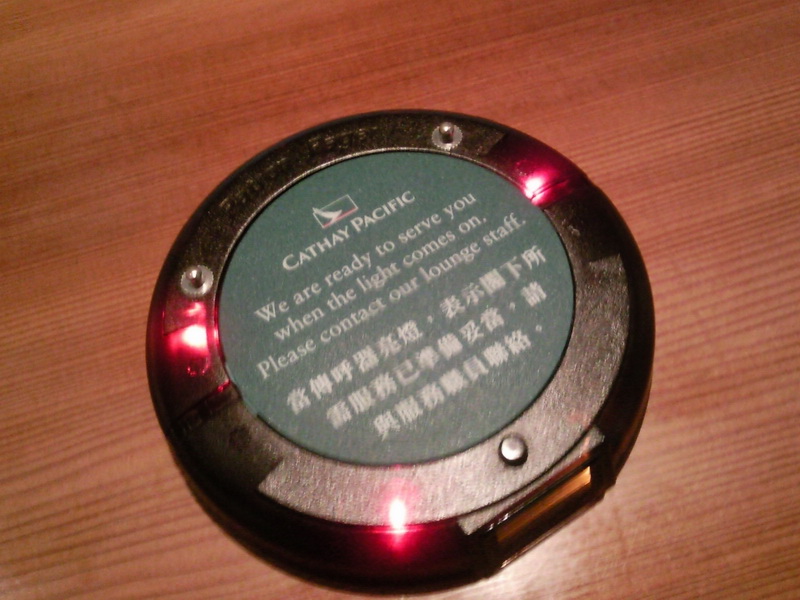 CATHAY PACIFIC
We are ready to serve you
when the light comes on.
Please contact our lounge staff.
當傳呼器亮燈，表示閣下所
需服務已準備妥當，請
與服務職員聯絡。